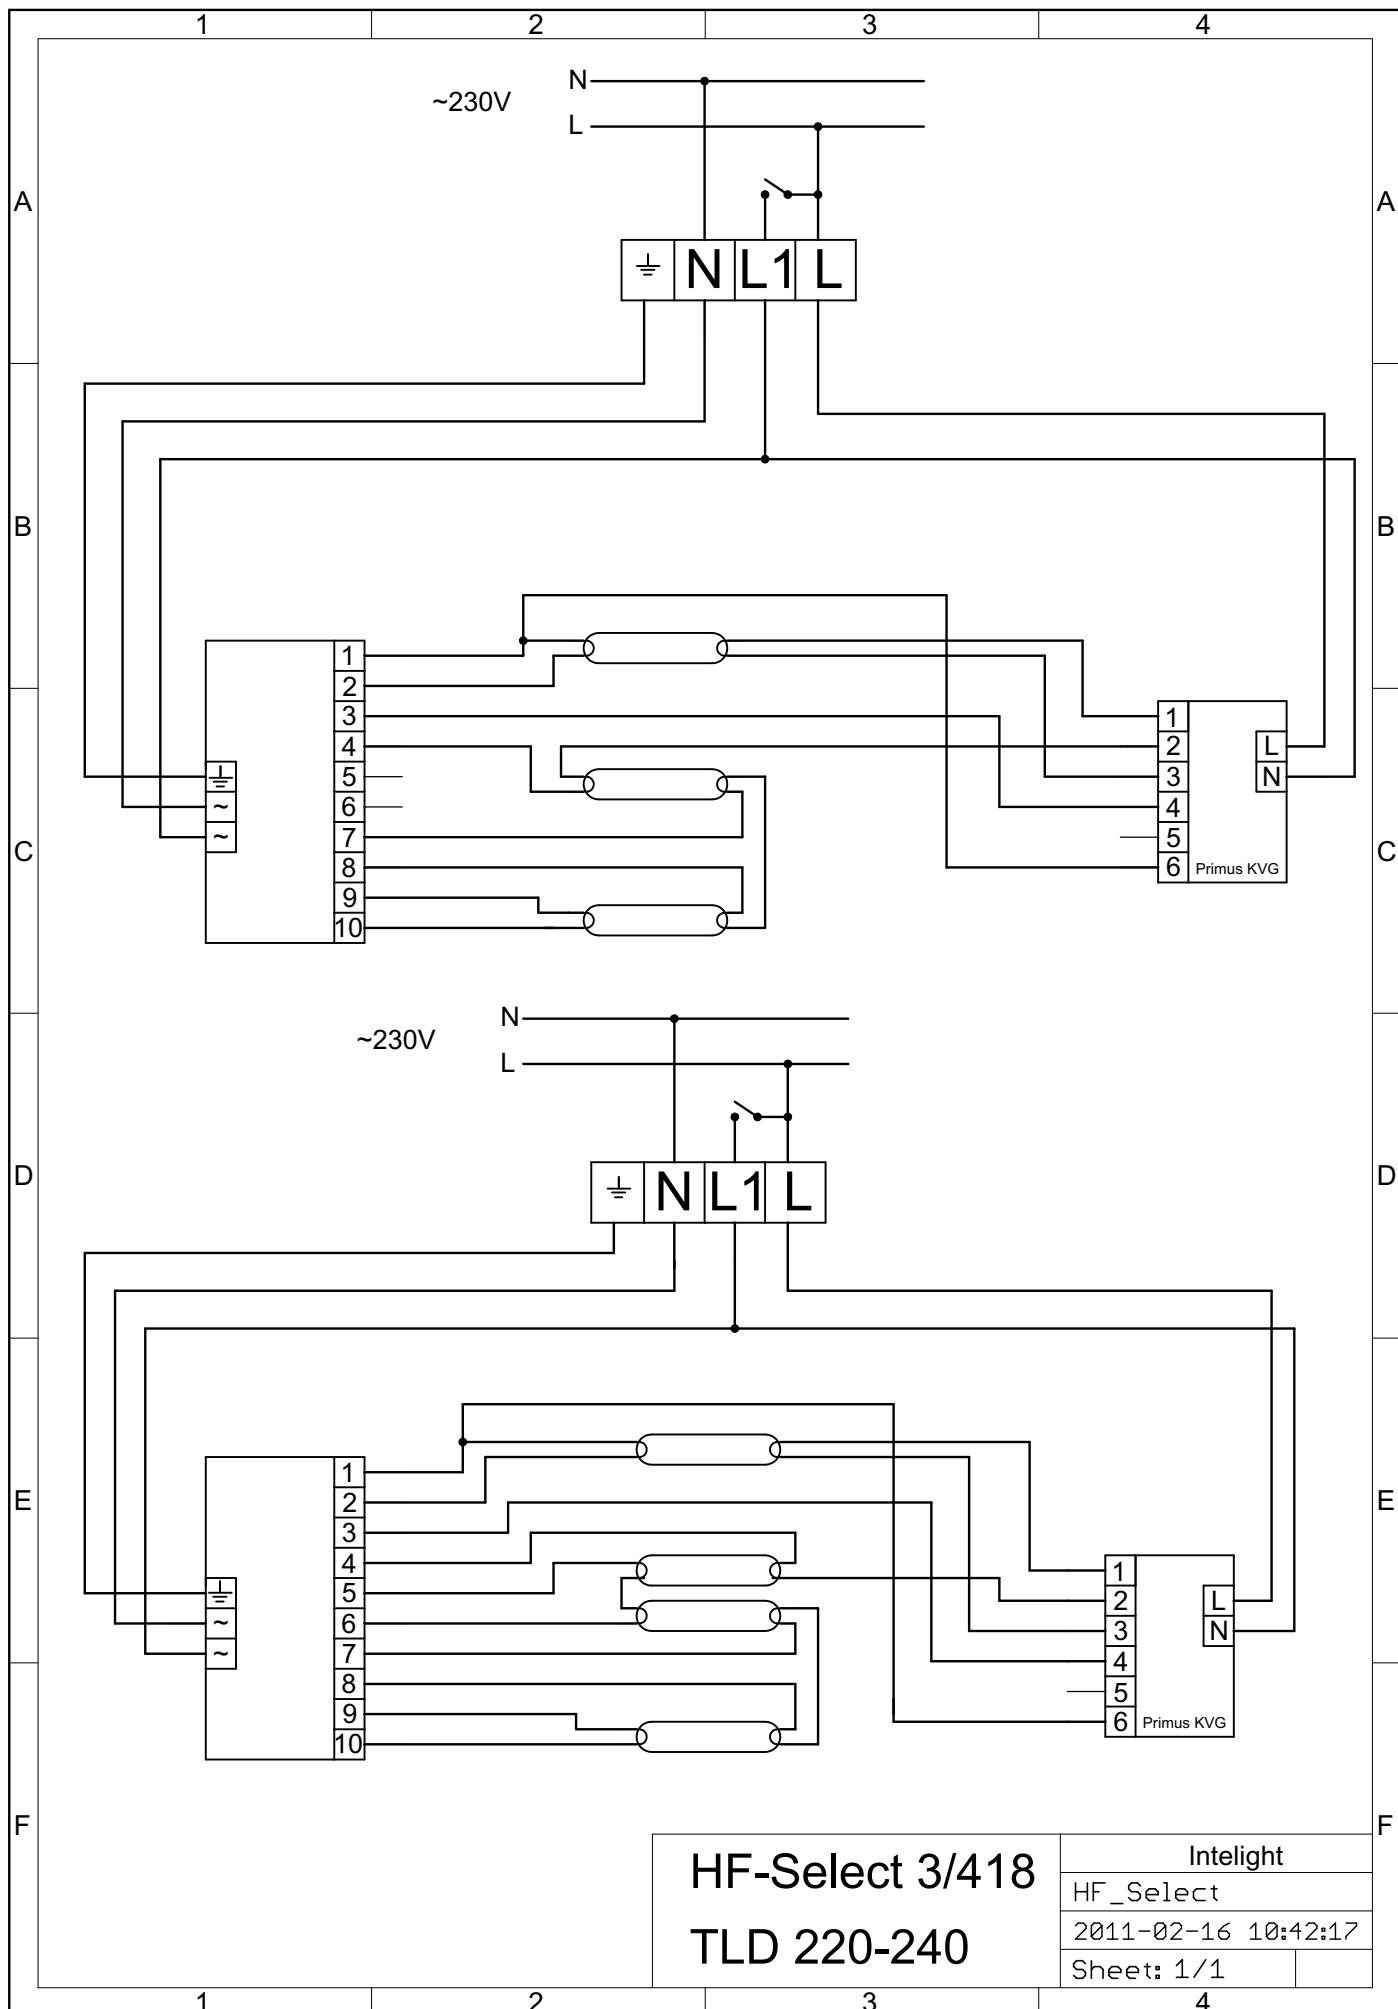 1 2 3 4
N
~230V
L
A A
N L1 L
B B
1
2
3
4
5
6
7
8
9
10
~
~
1
2
3
4
5
6
L
N
Primus KVG
C C
N
~230V
L
D D
N L1 L
E E
1
2
3
4
5
6
7
8
9
10
~
~
1
2
3
4
5
6
L
N
Primus KVG
F F
HF-Select 3/418
TLD 220-240
Intelight
HF_Select
2011-02-16 10:42:17
Sheet: 1/1
1 2 3 4